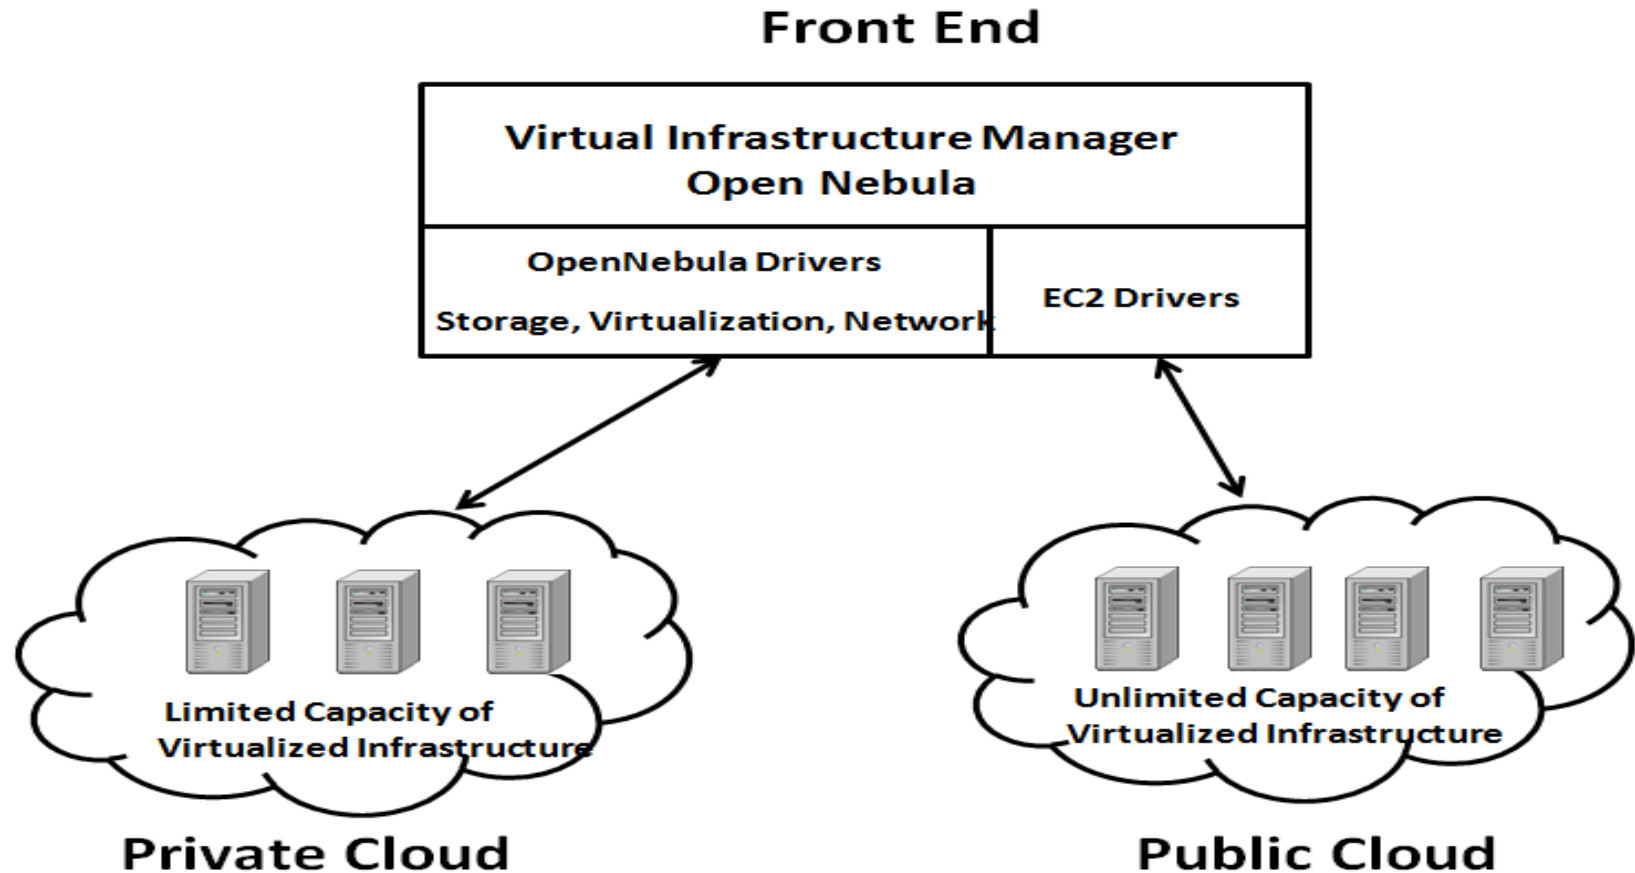 Front End
Virtual Infrastructure Manager
Open Nebula
OpenNebula Drivers
Storage, Virtualization, Network
EC2 Drivers
Limited Capacity of
Virtualized Infrastructure
Private Cloud
Unlimited Capacity of
Virtualized Infrastructure
Public Cloud